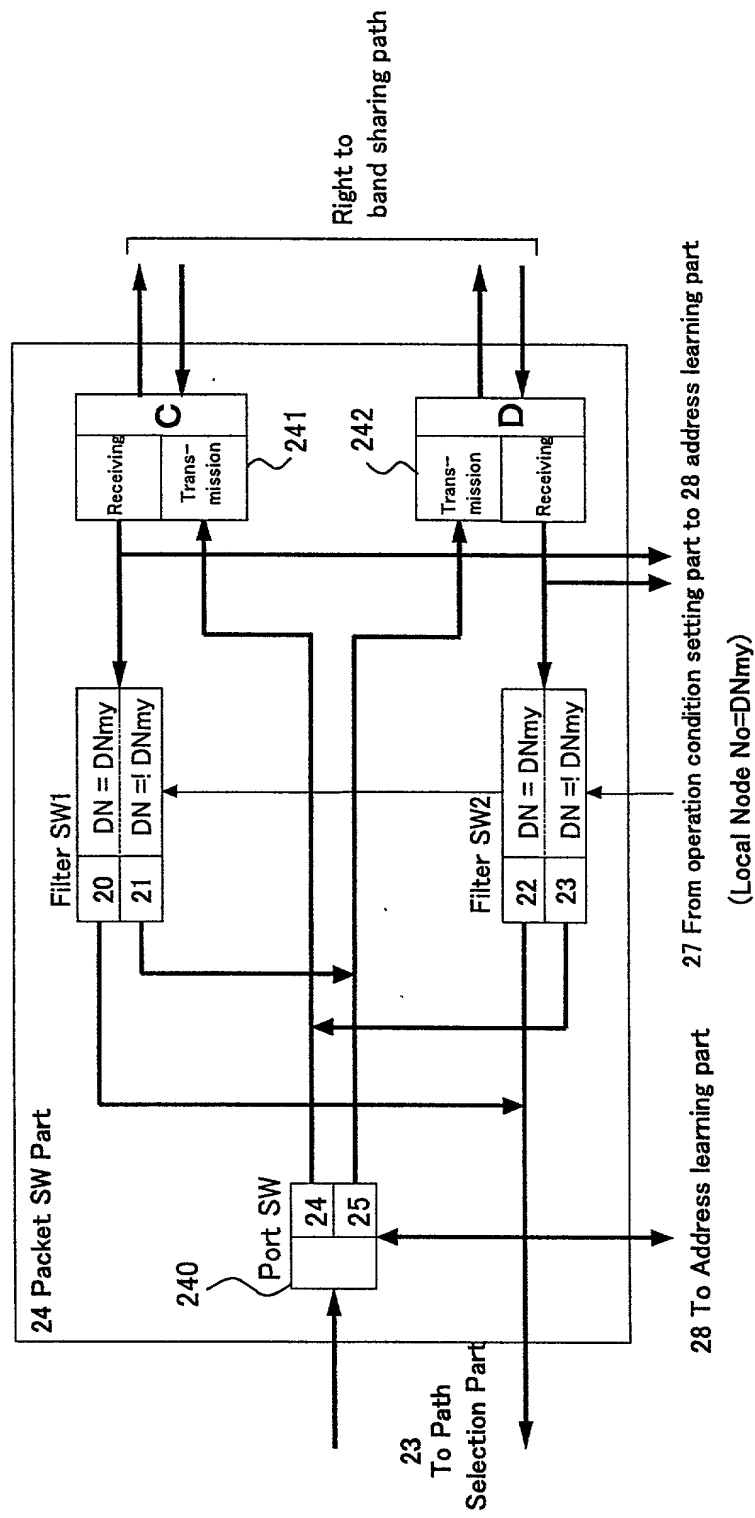 24 Packet SW Part
240
Port SW
24
25
23
To Path
Selection Part
28 To Address learning part
Filter SW1
20
DN = DNmy
21
DN =! DNmy
Filter SW2
22
DN = DNmy
23
DN =! DNmy
Receiving
Trans-
mission
C
241
242
Trans-
mission
Receiving
D
Right to
band sharing path
27 From operation condition setting part to 28 address learning part
(Local Node No=DNmy)